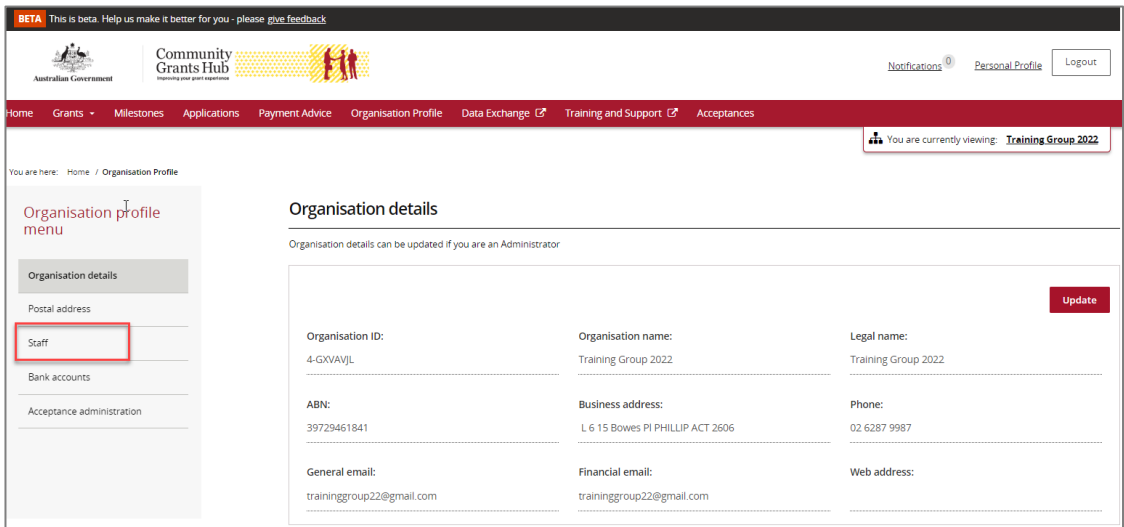 BETA This is beta. Help us make it better for you - please give feedback
Australian Government
Community
Grants Hub
Improving your grant experience
Notifications 0 Personal Profile Logout
Home Grants Milestones Applications Payment Advice Organisation Profile Data Exchange Training and Support Acceptances
You are currently viewing: Training Group 2022
You are here: Home / Organisation Profile
Organisation profile
menu
Organisation details
Postal address
Staff
Bank accounts
Acceptance administration
Organisation details
Organisation details can be updated if you are an Administrator
Update
Organisation ID: Organisation name: Legal name:
4-GXVAVJL Training Group 2022 Training Group 2022
ABN: Business address: Phone:
39729461841 L 6 15 Bowes Pl PHILLIP ACT 2606 02 6287 9987
General email: Financial email: Web address:
traininggroup22@gmail.com traininggroup22@gmail.com